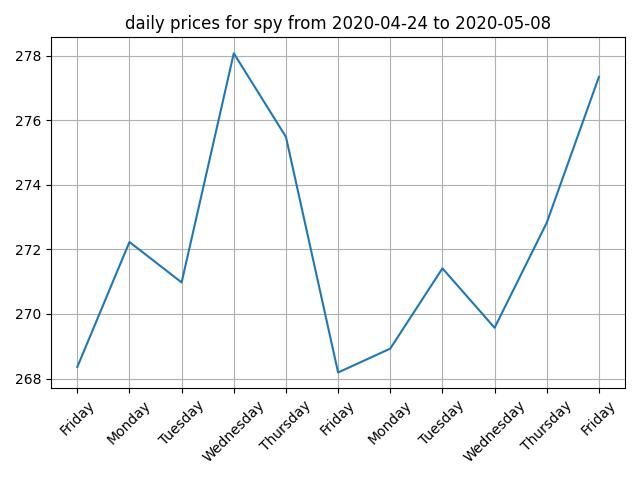 daily prices for spy from 2020-04-24 to 2020-05-08
278
276
274
272
270
268
Friday
Monday
Tuesday
Wednesday
Thursday
Friday
Monday
Tuesday
Wednesday
Thursday
Friday